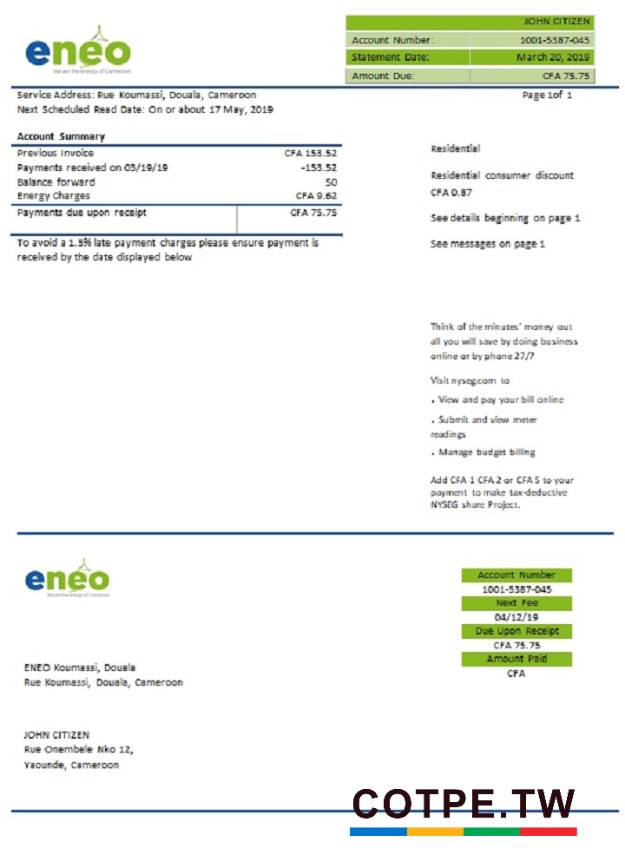 eneo
We are the energy of Cameroon
JOHN CITIZEN
Account Number: 1001-5387-045
Statement Date: March 20, 2019
Amount Due: CFA 75.75
Service Address: Rue Koumassi, Douala, Cameroon
Page 1of 1
Next Scheduled Read Date: On or about 17 May, 2019
Account Summary
Previous Invoice CFA 153.52
Payments received on 03/19/19 -153.52
Balance forward 50
Energy Charges CFA 9.62
Payments due upon receipt CFA 75.75
To avoid a 1.5% late payment charges please ensure payment is
received by the date displayed below
Residential
Residential consumer discount
CFA 0.87
See details beginning on page 1
See messages on page 1
Think of the minutes' money out
all you will save by doing business
online or by phone 27/7
Visit nyseg.com to
. View and pay your bill online
. Submit and view meter
readings
. Manage budget billing
Add CFA 1 CFA 2 or CFA 5 to your
payment to make tax-deductive
NYSEG share Project.
eneo
We are the energy of Cameroon
Account Number
1001-5387-045
Next Fee
04/12/19
Due Upon Receipt
CFA 75.75
Amount Paid
CFA
ENEO Koumassi, Douala
Rue Koumassi, Douala, Cameroon
JOHN CITIZEN
Rue Onembele Nko 12,
Yaounde, Cameroon
COTPE.TW